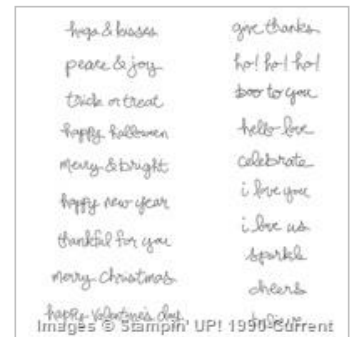 hugs & kisses
peace & joy
trick or treat
happy halloween
merry & bright
happy new year
thankful for you
merry Christmas
happy Valentine's day
give thanks
ho! ho! ho!
boo to you
hello love
celebrate
i love you
i love us
sparkle
cheers
believe
Images © Stampin' UP! 1990-Current